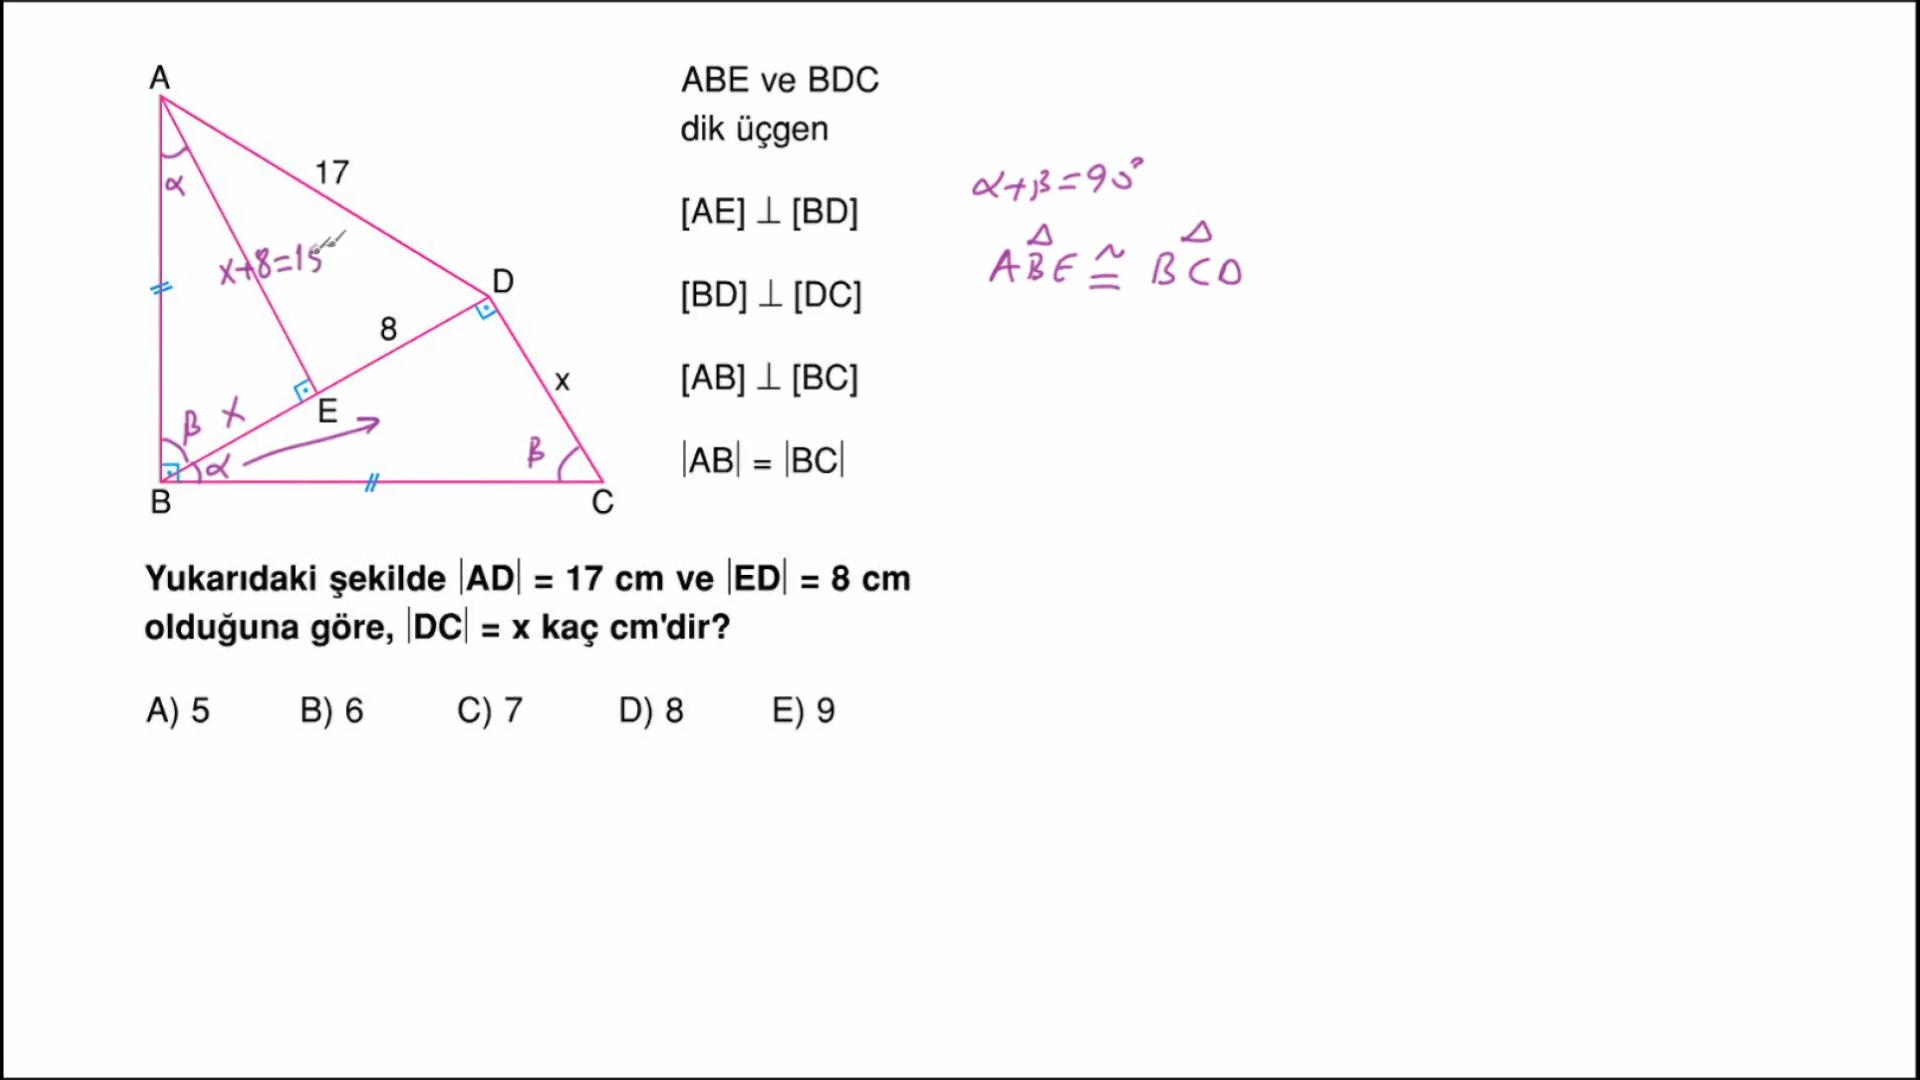 A
α
17
x+8=15
D
8
x
E
β x
α
β
B
C
ABE ve BDC
dik üçgen
[AE] ⊥ [BD]
[BD] ⊥ [DC]
[AB] ⊥ [BC]
|AB| = |BC|
α+β=90°
ABE ≅ BCD
Yukarıdaki şekilde |AD| = 17 cm ve |ED| = 8 cm
olduğuna göre, |DC| = x kaç cm'dir?
A) 5 B) 6 C) 7 D) 8 E) 9